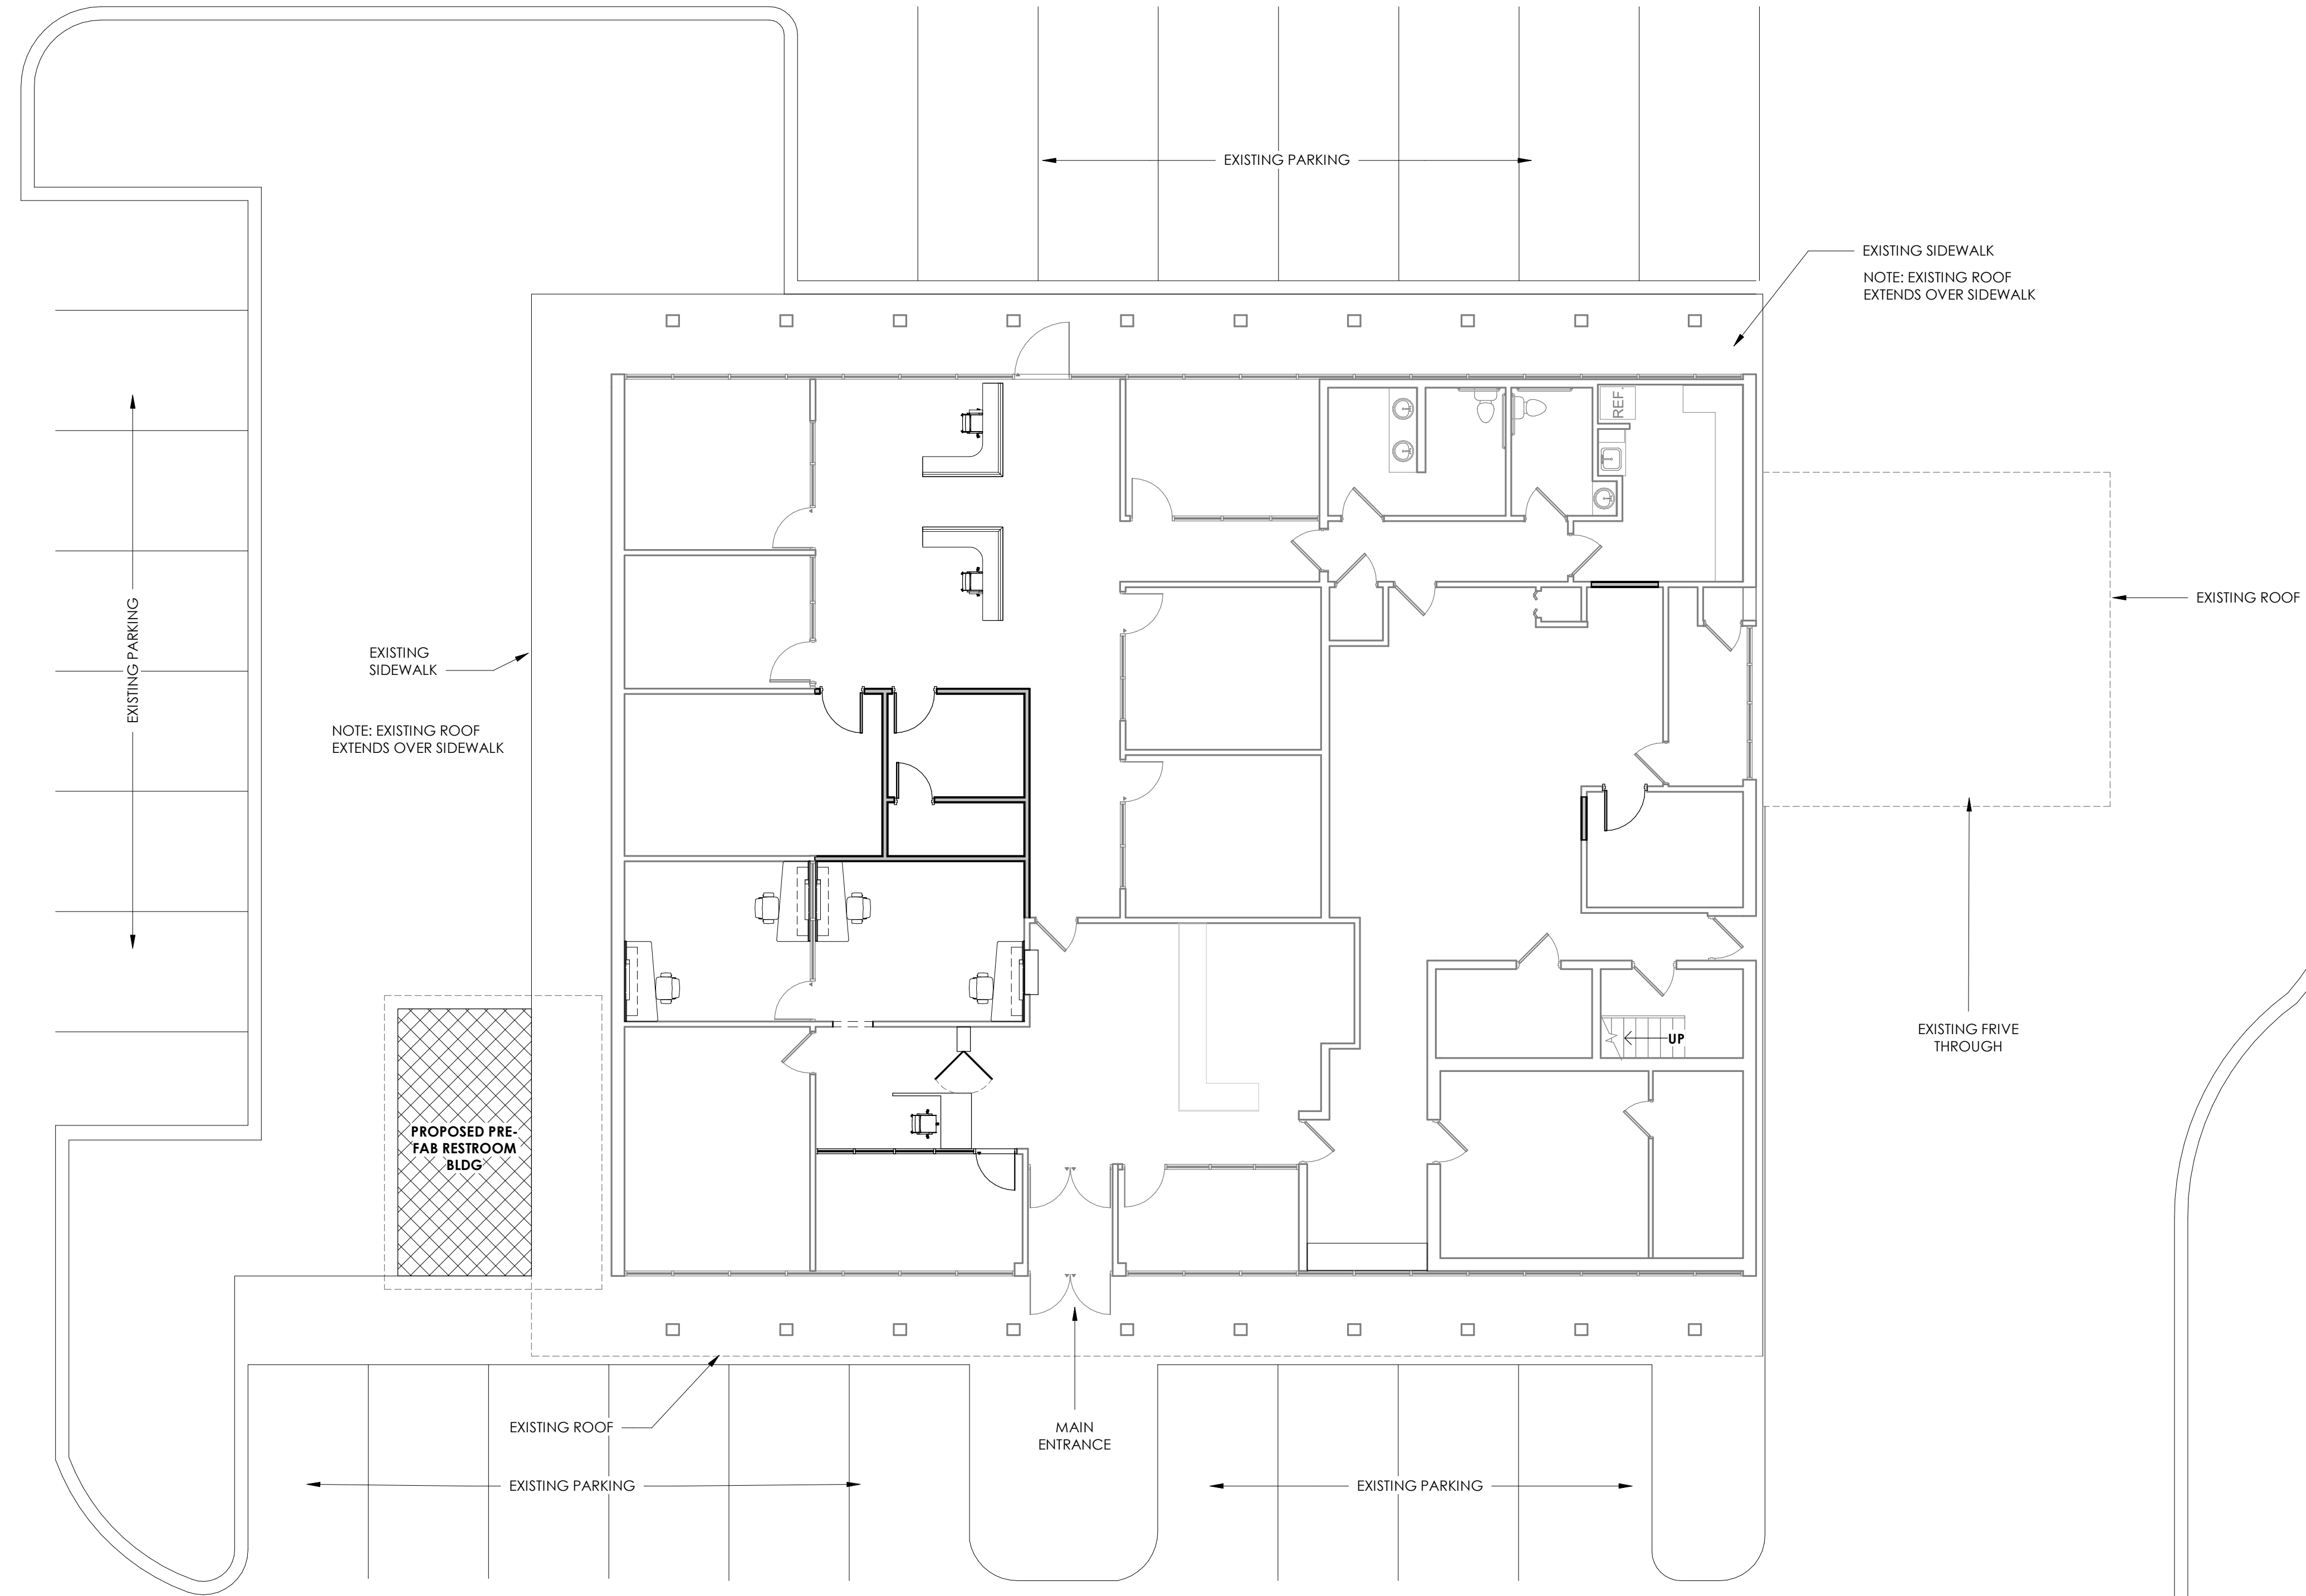 EXISTING PARKING
EXISTING SIDEWALK
NOTE: EXISTING ROOF
EXTENDS OVER SIDEWALK
REF.
EXISTING PARKING
EXISTING ROOF
EXISTING
SIDEWALK
NOTE: EXISTING ROOF
EXTENDS OVER SIDEWALK
EXISTING FRIVE
THROUGH
UP
PROPOSED PRE-
FAB RESTROOM
BLDG
EXISTING ROOF
MAIN
ENTRANCE
EXISTING PARKING
EXISTING PARKING